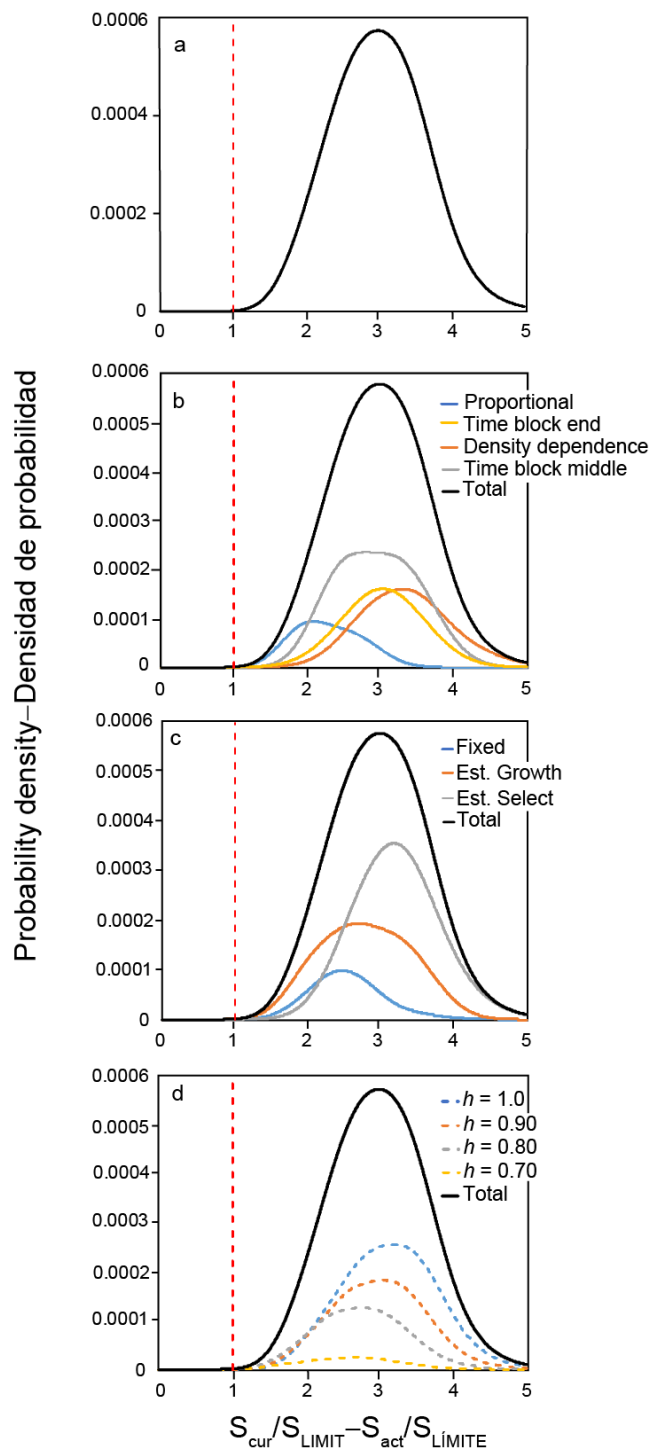 Probability density–Densidad de probabilidad
a
0.0006
0.0004
0.0002
0
0 1 2 3 4 5
b
0.0006
0.0005
0.0004
0.0003
0.0002
0.0001
0
Proportional
Time block end
Density dependence
Time block middle
Total
0 1 2 3 4 5
c
0.0006
0.0005
0.0004
0.0003
0.0002
0.0001
0
Fixed
Est. Growth
Est. Select
Total
0 1 2 3 4 5
d
0.0006
0.0005
0.0004
0.0003
0.0002
0.0001
0
h = 1.0
h = 0.90
h = 0.80
h = 0.70
Total
0 1 2 3 4 5
S_cur/S_LIMIT–S_act/S_LÍMITE